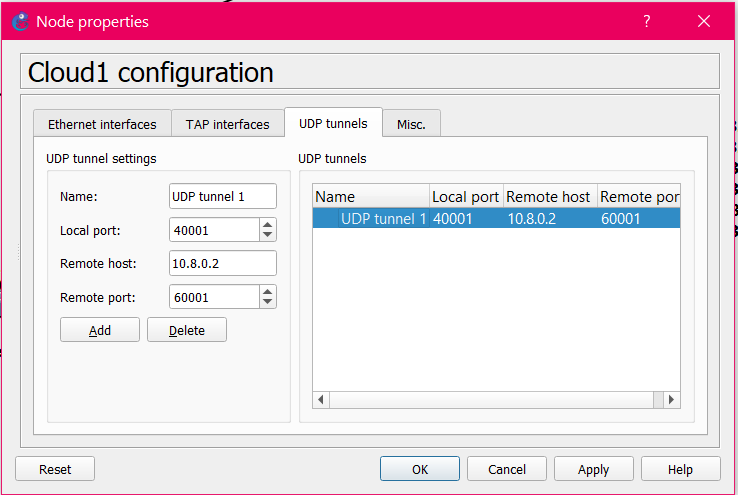 Node properties
?
Cloud1 configuration
Ethernet interfaces TAP interfaces UDP tunnels Misc.
UDP tunnel settings
Name: UDP tunnel 1
Local port: 40001
Remote host: 10.8.0.2
Remote port: 60001
Add Delete
UDP tunnels
Name Local port Remote host Remote por
UDP tunnel 1 40001 10.8.0.2 60001
Reset OK Cancel Apply Help